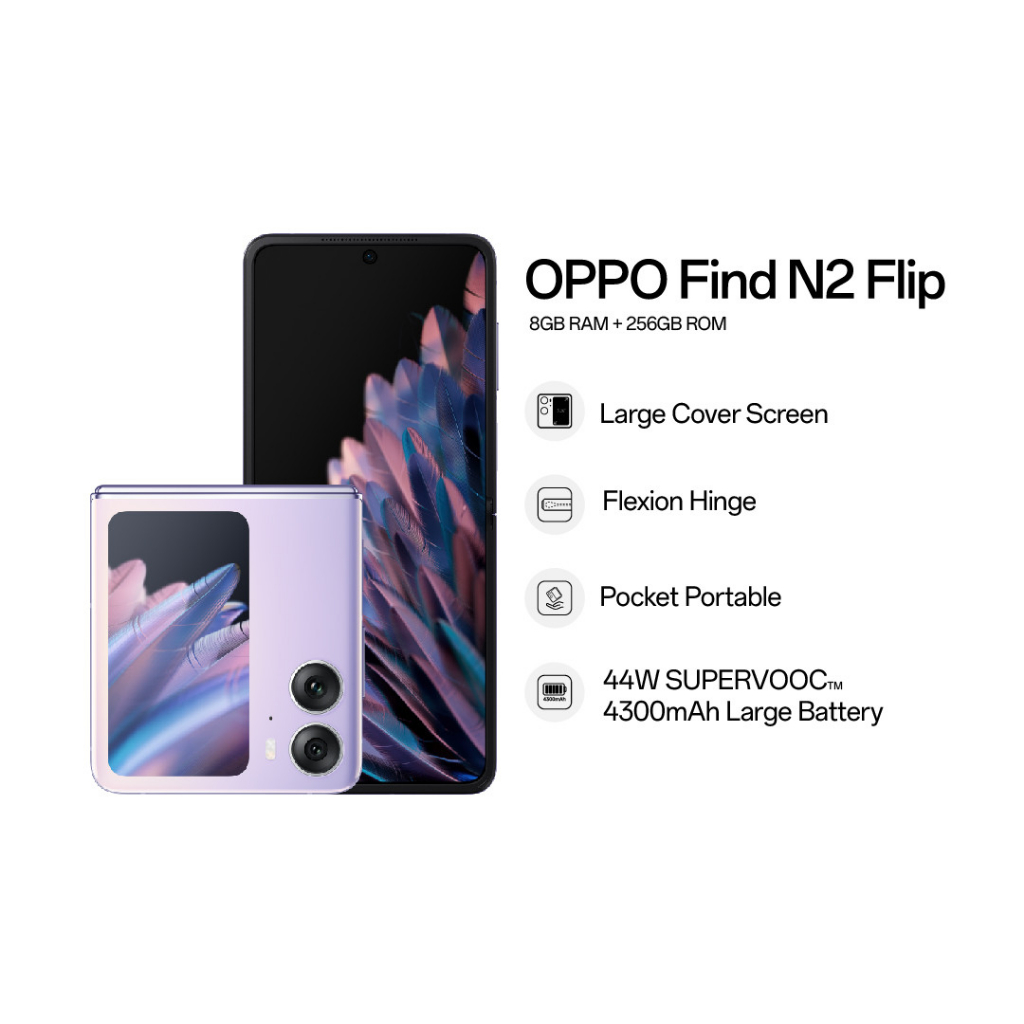 OPPO Find N2 Flip
8GB RAM + 256GB ROM
Large Cover Screen
Flexion Hinge
Pocket Portable
44W SUPERVOOC™
4300mAh
4300mAh Large Battery